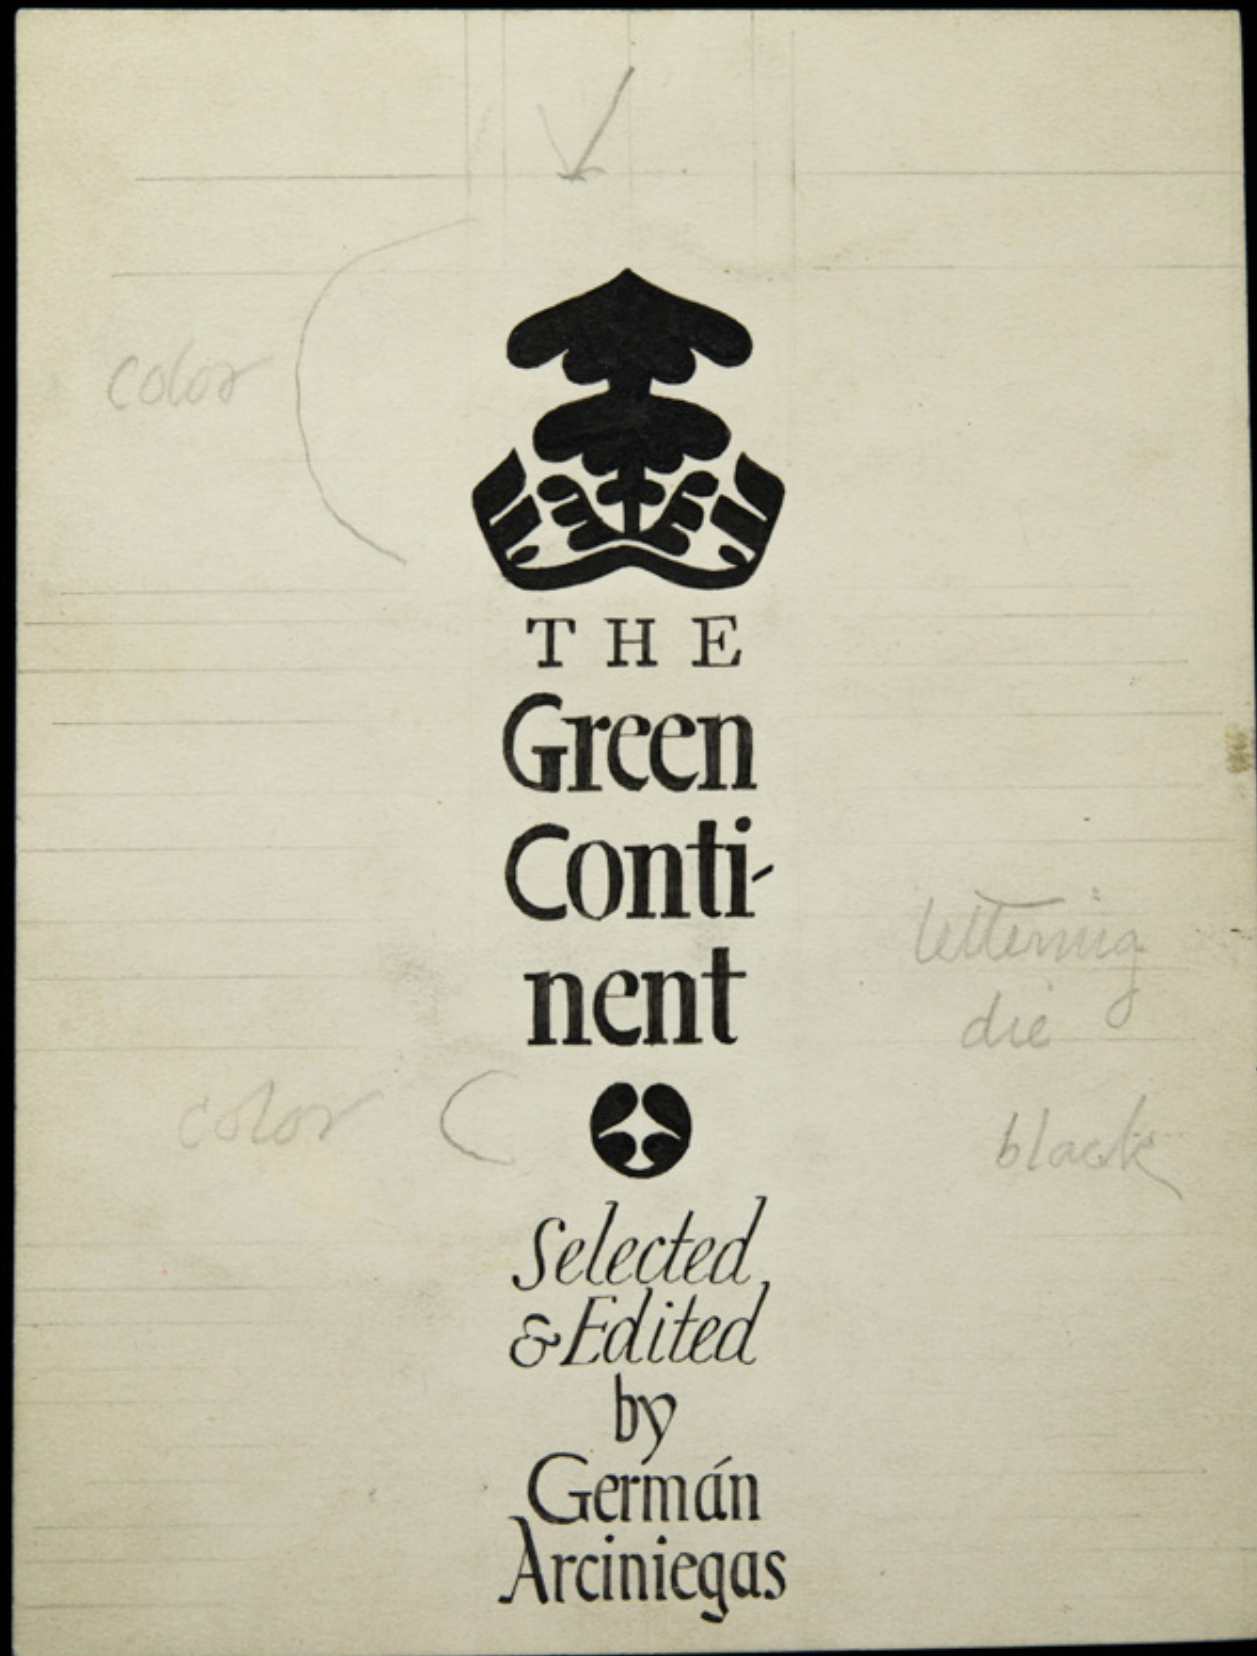 color
THE
Green
Conti-
nent
lettering
die
black
color
Selected
& Edited
by
Germán
Arciniegas